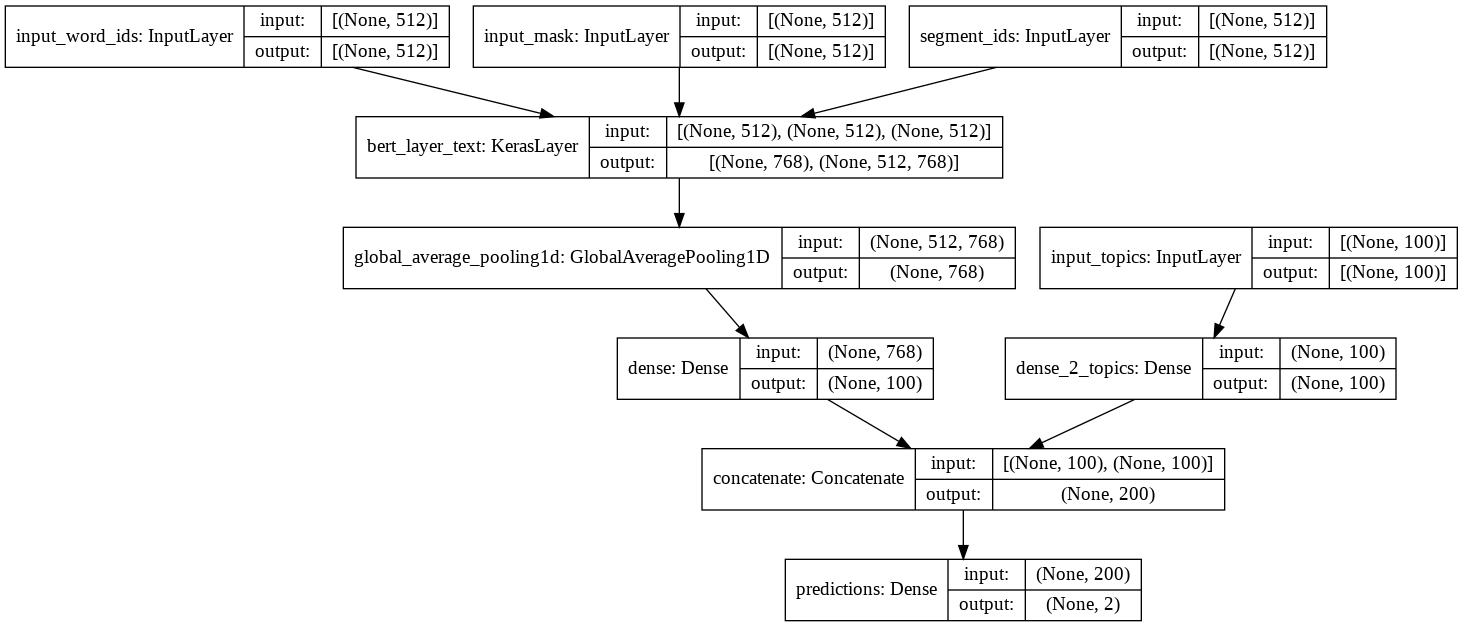 input_word_ids: InputLayer
input:
[(None, 512)]
output:
[(None, 512)]
input_mask: InputLayer
input:
[(None, 512)]
output:
[(None, 512)]
segment_ids: InputLayer
input:
[(None, 512)]
output:
[(None, 512)]
bert_layer_text: KerasLayer
input:
[(None, 512), (None, 512), (None, 512)]
output:
[(None, 768), (None, 512, 768)]
global_average_pooling1d: GlobalAveragePooling1D
input:
(None, 512, 768)
output:
(None, 768)
input_topics: InputLayer
input:
[(None, 100)]
output:
[(None, 100)]
dense: Dense
input:
(None, 768)
output:
(None, 100)
dense_2_topics: Dense
input:
(None, 100)
output:
(None, 100)
concatenate: Concatenate
input:
[(None, 100), (None, 100)]
output:
(None, 200)
predictions: Dense
input:
(None, 200)
output:
(None, 2)